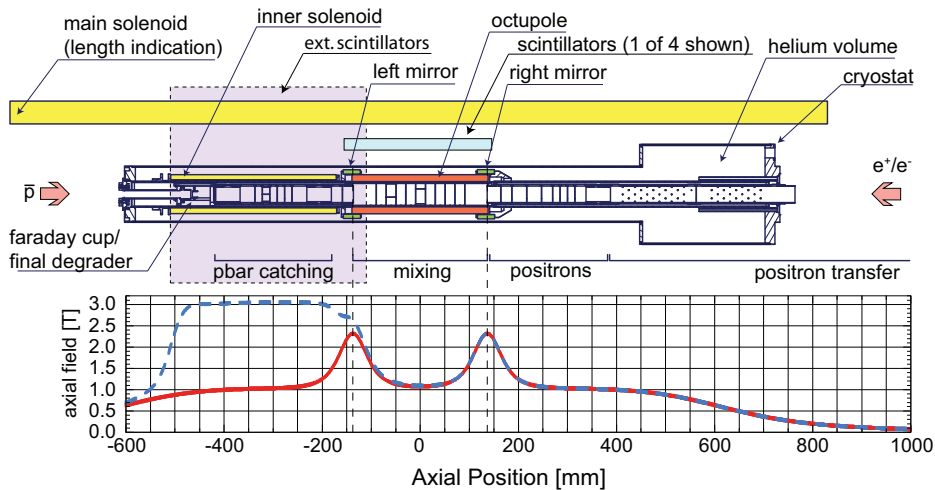 main solenoid
(length indication)
inner solenoid
ext. scintillators
left mirror
octupole
scintillators (1 of 4 shown)
right mirror
helium volume
cryostat
p̅
e⁺/e⁻
faraday cup/
final degrader
pbar catching
mixing
positrons
positron transfer
axial field [T]
3.0
2.5
2.0
1.5
1.0
0.5
0.0
-600 -400 -200 0 200 400 600 800 1000
Axial Position [mm]